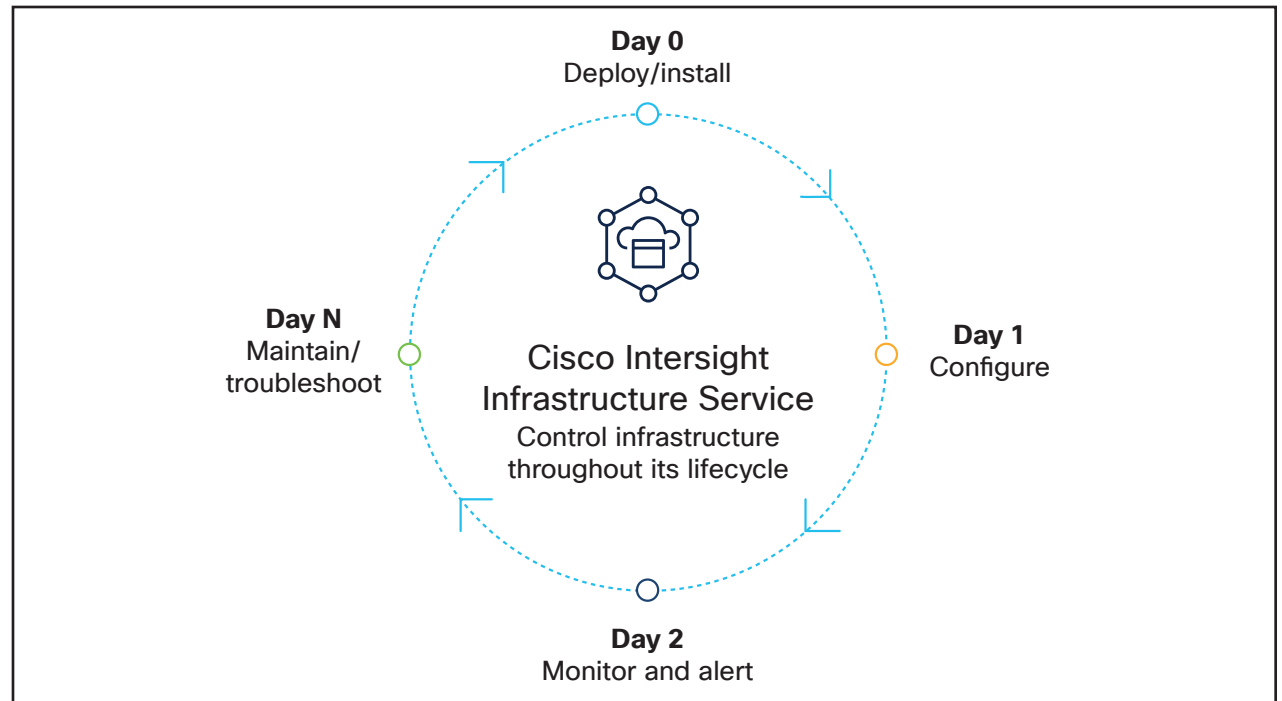 Day 0
Deploy/install
Day N
Maintain/
troubleshoot
Cisco Intersight
Infrastructure Service
Control infrastructure
throughout its lifecycle
Day 1
Configure
Day 2
Monitor and alert